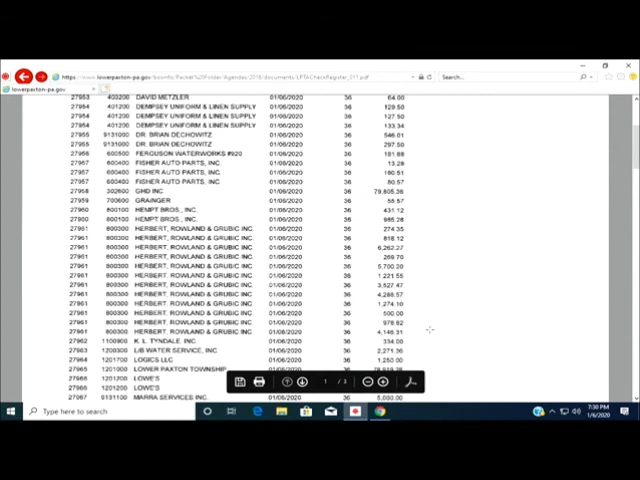 https://www.lowerpaxton-pa.gov/
Search...
lowerpaxton-pa.gov
27953 403200 DAVID METZLER 01/06/2020 36 64.00
27954 401200 DEMPSEY UNIFORM & LINEN SUPPLY 01/06/2020 36 129.50
27954 401200 DEMPSEY UNIFORM & LINEN SUPPLY 01/06/2020 36 127.50
27954 401200 DEMPSEY UNIFORM & LINEN SUPPLY 01/06/2020 36 133.34
27955 9131000 DR. BRIAN DECHOWITZ 01/06/2020 36 546.01
27955 9131000 DR. BRIAN DECHOWITZ 01/06/2020 36 297.50
27956 600500 FERGUSON WATERWORKS #920 01/06/2020 36 181.88
27957 600400 FISHER AUTO PARTS, INC. 01/06/2020 36 13.28
27957 600400 FISHER AUTO PARTS, INC. 01/06/2020 36 160.51
27957 600400 FISHER AUTO PARTS, INC. 01/06/2020 36 80.57
27958 302600 GHD INC 01/06/2020 36 79,805.36
27959 700600 GRAINGER 01/06/2020 36 55.57
27960 800100 HEMPT BROS., INC. 01/06/2020 36 431.12
27960 800100 HEMPT BROS., INC. 01/06/2020 36 985.26
27961 800300 HERBERT, ROWLAND & GRUBIC INC. 01/06/2020 36 274.35
27961 800300 HERBERT, ROWLAND & GRUBIC INC. 01/06/2020 36 818.12
27961 800300 HERBERT, ROWLAND & GRUBIC INC. 01/06/2020 36 6,262.27
27961 800300 HERBERT, ROWLAND & GRUBIC INC. 01/06/2020 36 269.70
27961 800300 HERBERT, ROWLAND & GRUBIC INC. 01/06/2020 36 5,700.20
27961 800300 HERBERT, ROWLAND & GRUBIC INC. 01/06/2020 36 1,221.55
27961 800300 HERBERT, ROWLAND & GRUBIC INC. 01/06/2020 36 3,527.47
27961 800300 HERBERT, ROWLAND & GRUBIC INC. 01/06/2020 36 4,286.57
27961 800300 HERBERT, ROWLAND & GRUBIC INC. 01/06/2020 36 1,274.10
27961 800300 HERBERT, ROWLAND & GRUBIC INC. 01/06/2020 36 500.00
27961 800300 HERBERT, ROWLAND & GRUBIC INC. 01/06/2020 36 976.62
27961 800300 HERBERT, ROWLAND & GRUBIC INC. 01/06/2020 36 4,146.31
27962 1100900 K. L. TYNDALE, INC. 01/06/2020 36 334.00
27963 1200300 L/B WATER SERVICE, INC. 01/06/2020 36 2,271.36
27964 1201700 LOGICS LLC 01/06/2020 36 1,250.00
27965 1201000 LOWER PAXTON TOWNSHIP
27966 1201200 LOWE'S
27966 1201200 LOWE'S
27967 9131100 MARRA SERVICES INC. 01/06/2020 36 5,000.00
1 / 3
Type here to search
7:30 PM
1/6/2020